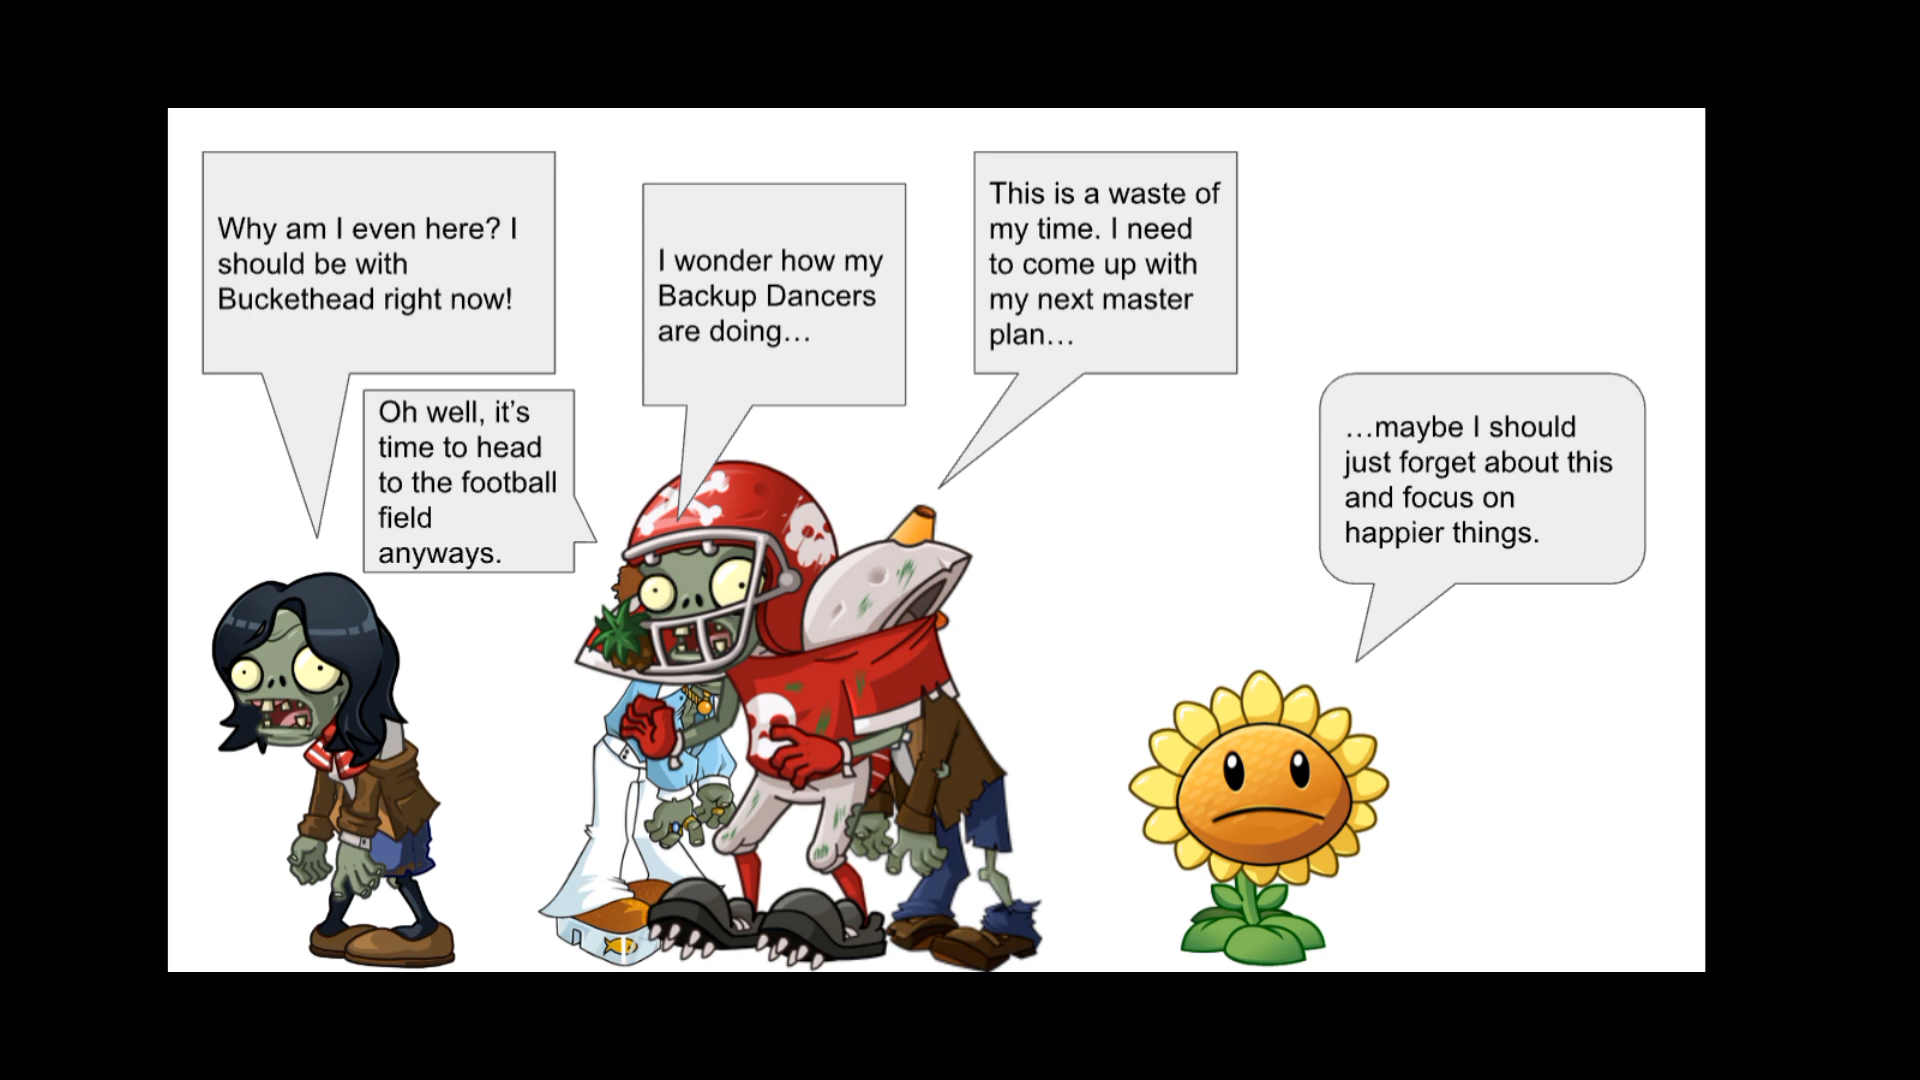 Why am I even here? I
should be with
Buckethead right now!
Oh well, it's
time to head
to the football
field
anyways.
I wonder how my
Backup Dancers
are doing…
This is a waste of
my time. I need
to come up with
my next master
plan…
…maybe I should
just forget about this
and focus on
happier things.